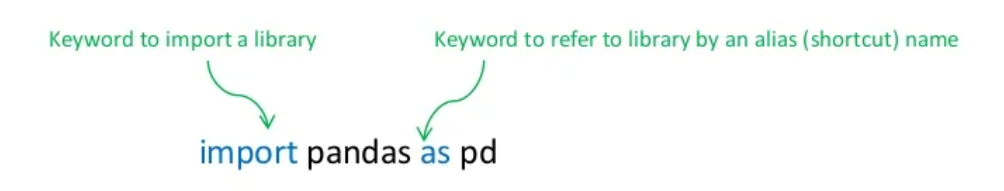 Keyword to import a library
Keyword to refer to library by an alias (shortcut) name
import pandas as pd